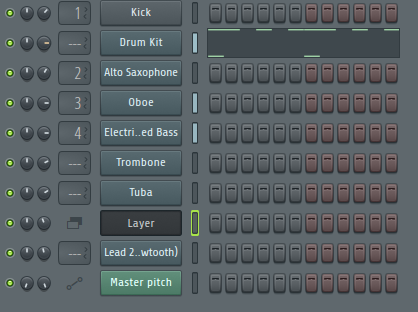 1 Kick
--- Drum Kit
2 Alto Saxophone
3 Oboe
4 Electri..ed Bass
--- Trombone
--- Tuba
Layer
--- Lead 2..wtooth)
Master pitch